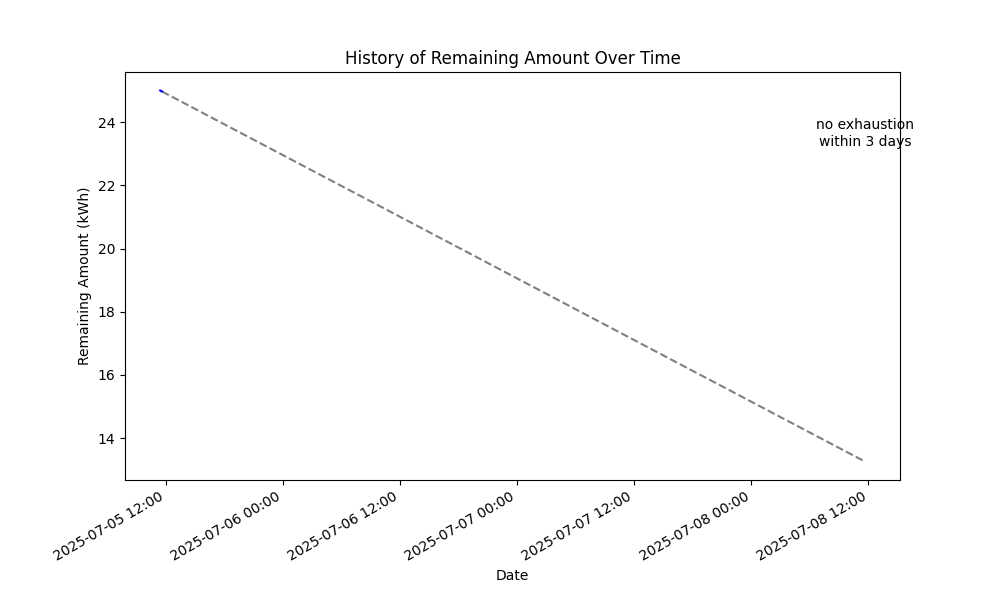 History of Remaining Amount Over Time
no exhaustion
within 3 days
Remaining Amount (kWh)
24
22
20
18
16
14
2025-07-05 12:00
2025-07-06 00:00
2025-07-06 12:00
2025-07-07 00:00
2025-07-07 12:00
2025-07-08 00:00
2025-07-08 12:00
Date